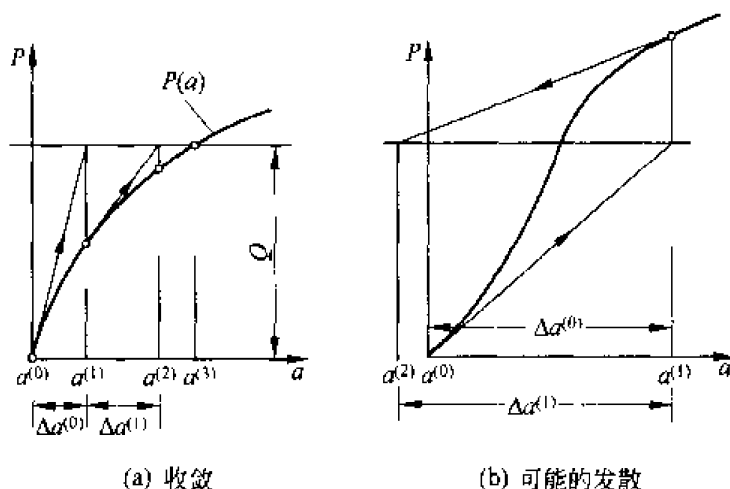 P
P(a)
Q
a⁽⁰⁾ a⁽¹⁾ a⁽²⁾ a⁽³⁾ a
Δa⁽⁰⁾ Δa⁽¹⁾
(a) 收敛
P
Δa⁽⁰⁾
a⁽²⁾ a⁽⁰⁾ a⁽¹⁾ a
Δa⁽¹⁾
(b) 可能的发散